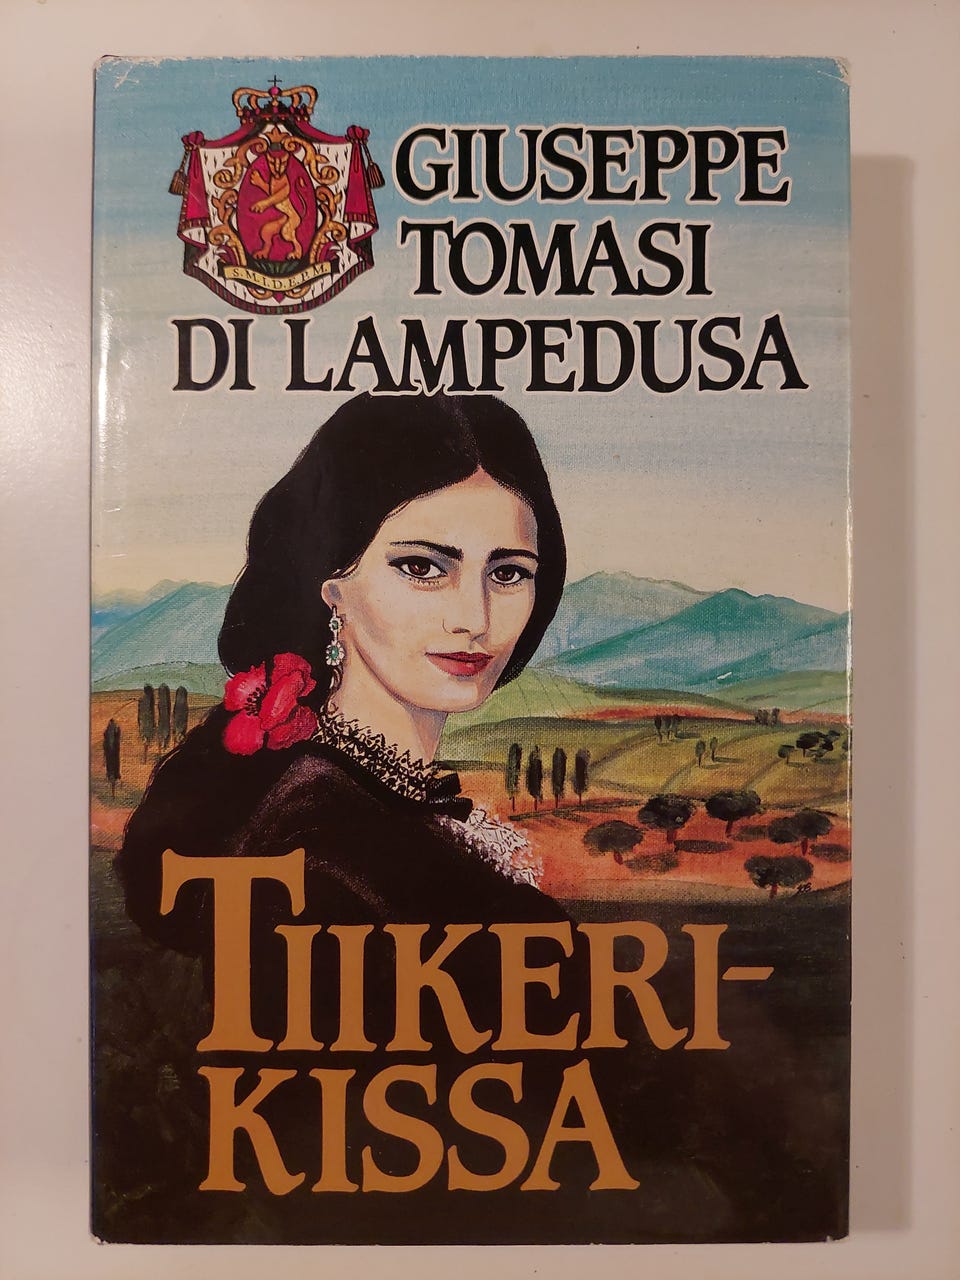 GIUSEPPE
TOMASI
DI LAMPEDUSA
S.M.I.D.E.P.M.
TIIKERI-
KISSA